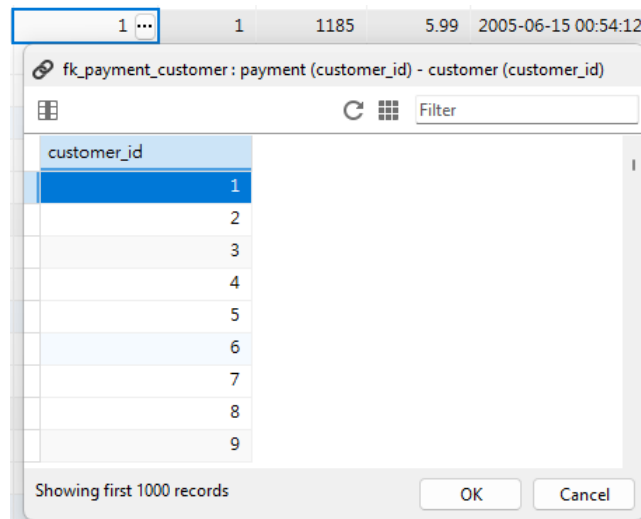 1 ... 1 1185 5.99 2005-06-15 00:54:12
fk_payment_customer : payment (customer_id) - customer (customer_id)
Filter
customer_id
1
2
3
4
5
6
7
8
9
Showing first 1000 records
OK Cancel